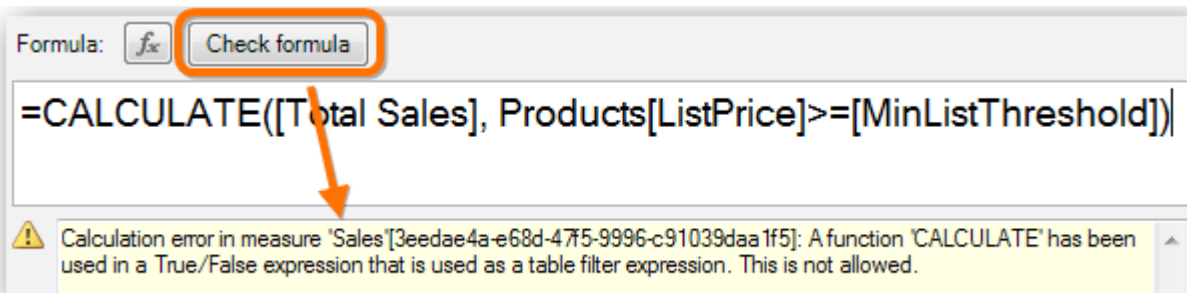 Formula: fx Check formula
=CALCULATE([Total Sales], Products[ListPrice]>=[MinListThreshold])
Calculation error in measure 'Sales'[3eedae4a-e68d-47f5-9996-c91039daa1f5]: A function 'CALCULATE' has been
used in a True/False expression that is used as a table filter expression. This is not allowed.